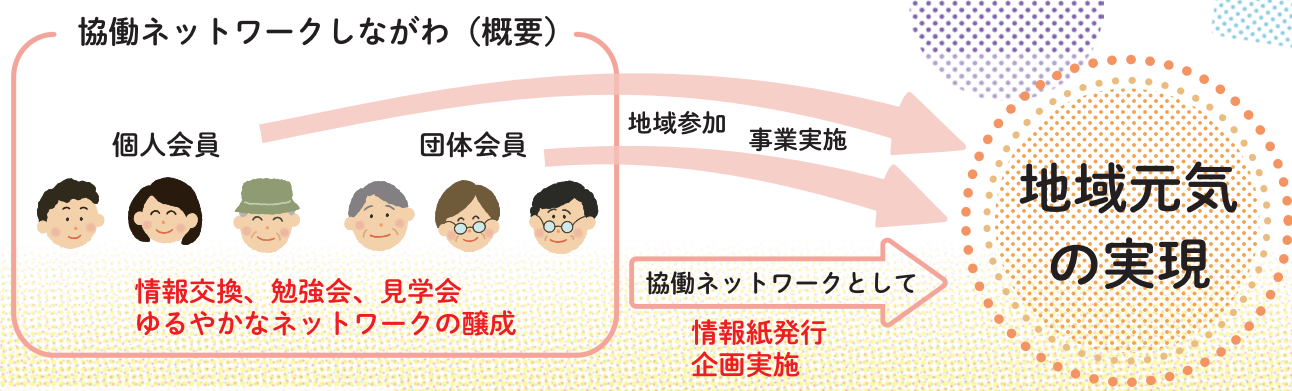 協働ネットワークしながわ（概要）
個人会員
団体会員
情報交換、勉強会、見学会
ゆるやかなネットワークの醸成
地域参加
事業実施
協働ネットワークとして
情報紙発行
企画実施
地域元気
の実現